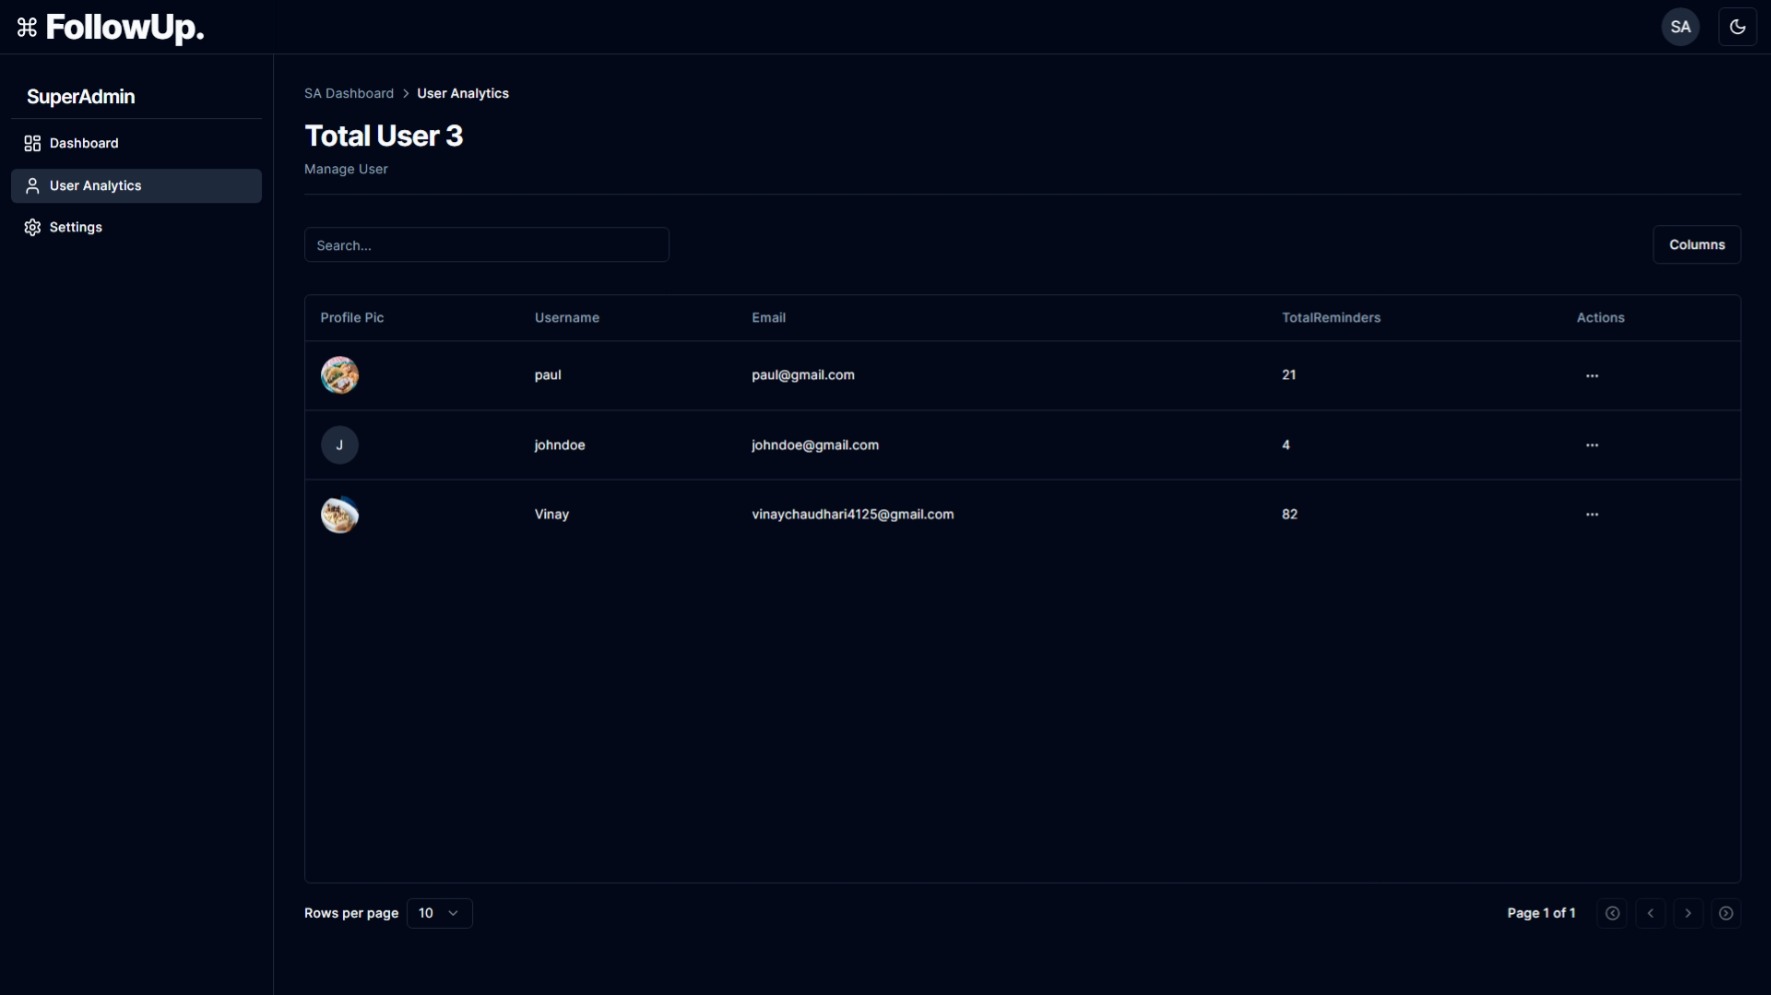 ⌘ FollowUp.
SA
SuperAdmin
Dashboard
User Analytics
Settings
SA Dashboard > User Analytics
Total User 3
Manage User
Search...
Columns
Profile Pic Username Email TotalReminders Actions
paul paul@gmail.com 21 ...
J johndoe johndoe@gmail.com 4 ...
Vinay vinaychaudhari4125@gmail.com 82 ...
Rows per page 10
Page 1 of 1